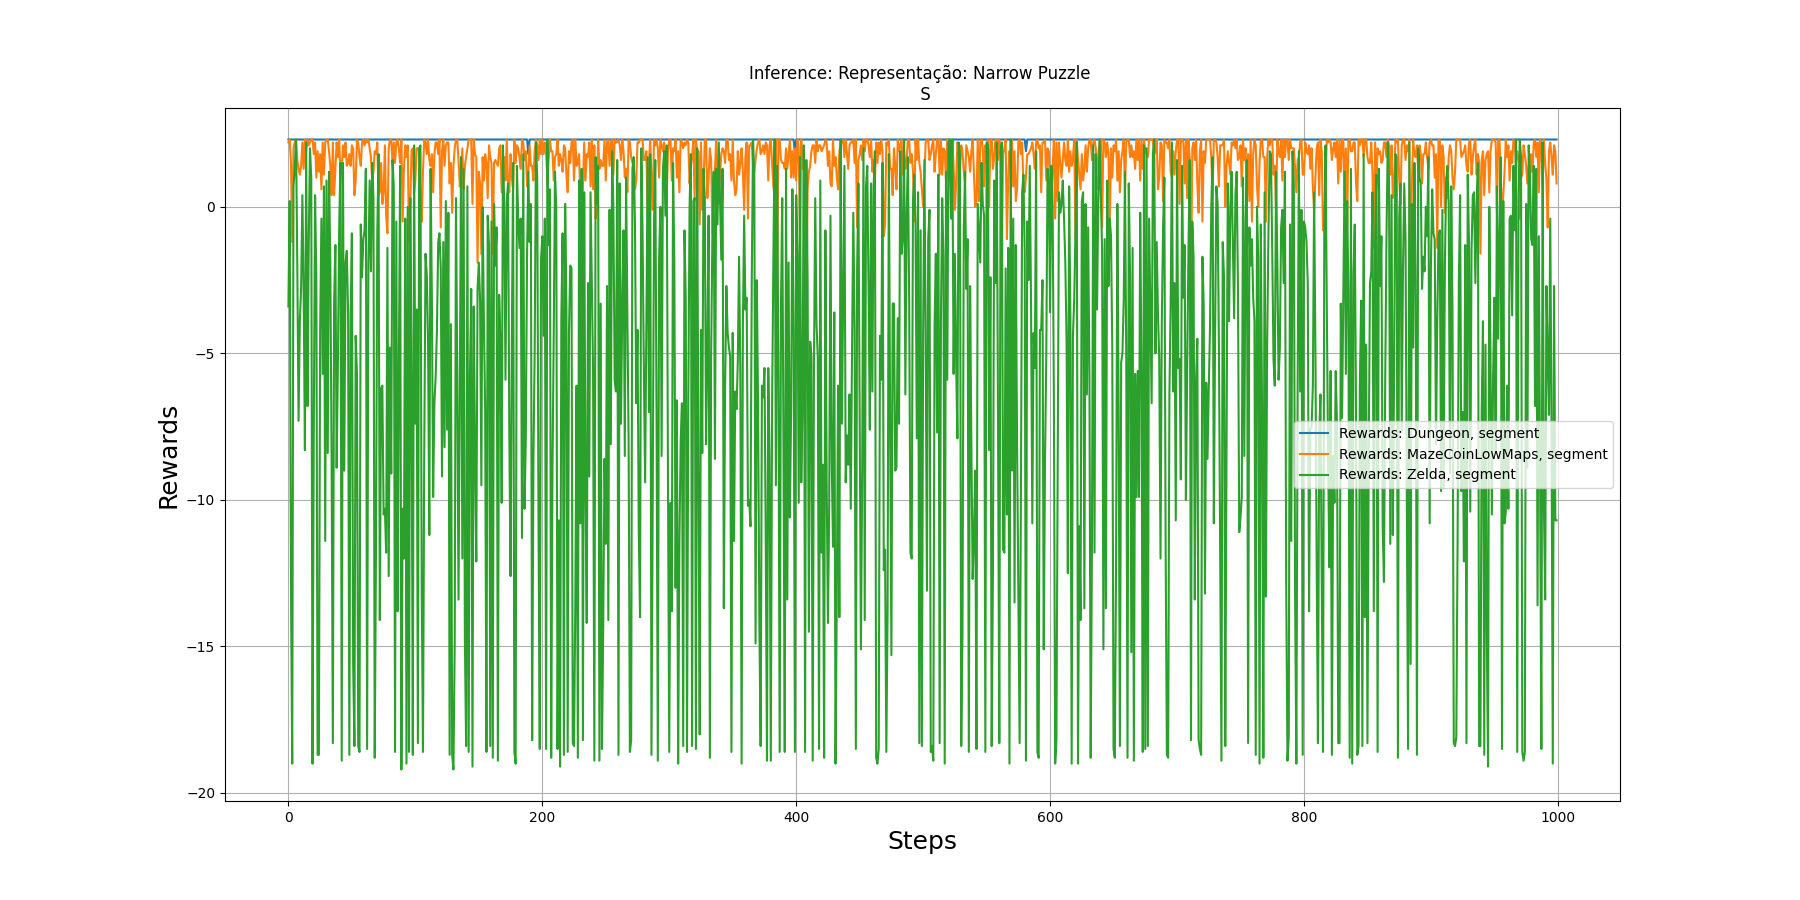 Inference: Representação: Narrow Puzzle
S
Rewards
0
−5
−10
−15
−20
Rewards: Dungeon, segment
Rewards: MazeCoinLowMaps, segment
Rewards: Zelda, segment
0 200 400 600 800 1000
Steps